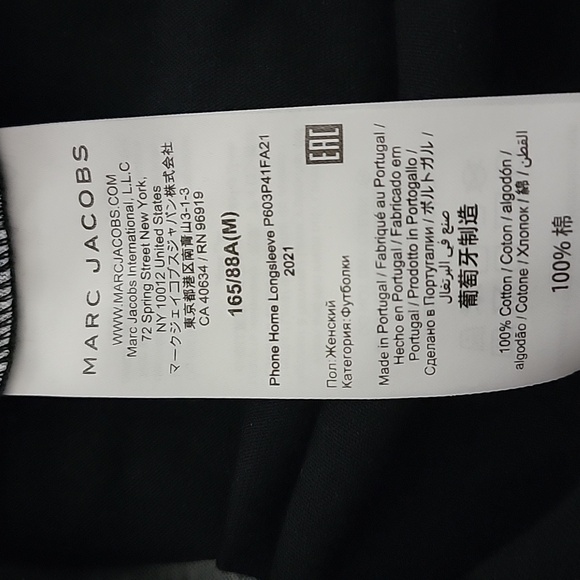 MARC JACOBS
WWW.MARCJACOBS.COM
Marc Jacobs International, L.L.C
72 Spring Street New York,
NY 10012 United States
マークジェイコブスジャパン株式会社
東京都港区南青山3-1-3
CA 40634 / RN 96919
165/88A(M)
Phone Home Longsleeve P603P41FA21
2021
EAC
Пол:Женский
Категория:Футболки
Made in Portugal / Fabriqué au Portugal /
Hecho en Portugal / Fabricado em
Portugal / Prodotto in Portogallo /
Сделано в Португалии / ポルトガル /
صنع في البرتغال
葡萄牙制造
100% Cotton / Coton / algodón /
algodão / Cotone / Хлопок / 綿 / القطن
100% 棉